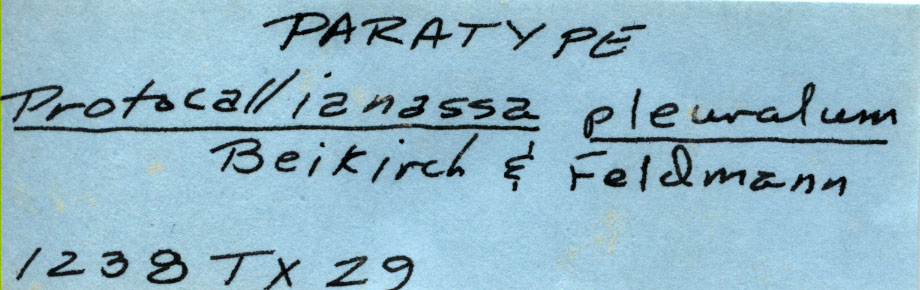 PARATYPE
Protocallianassa pleuralum
Beikirch & Feldmann
1238 TX 29